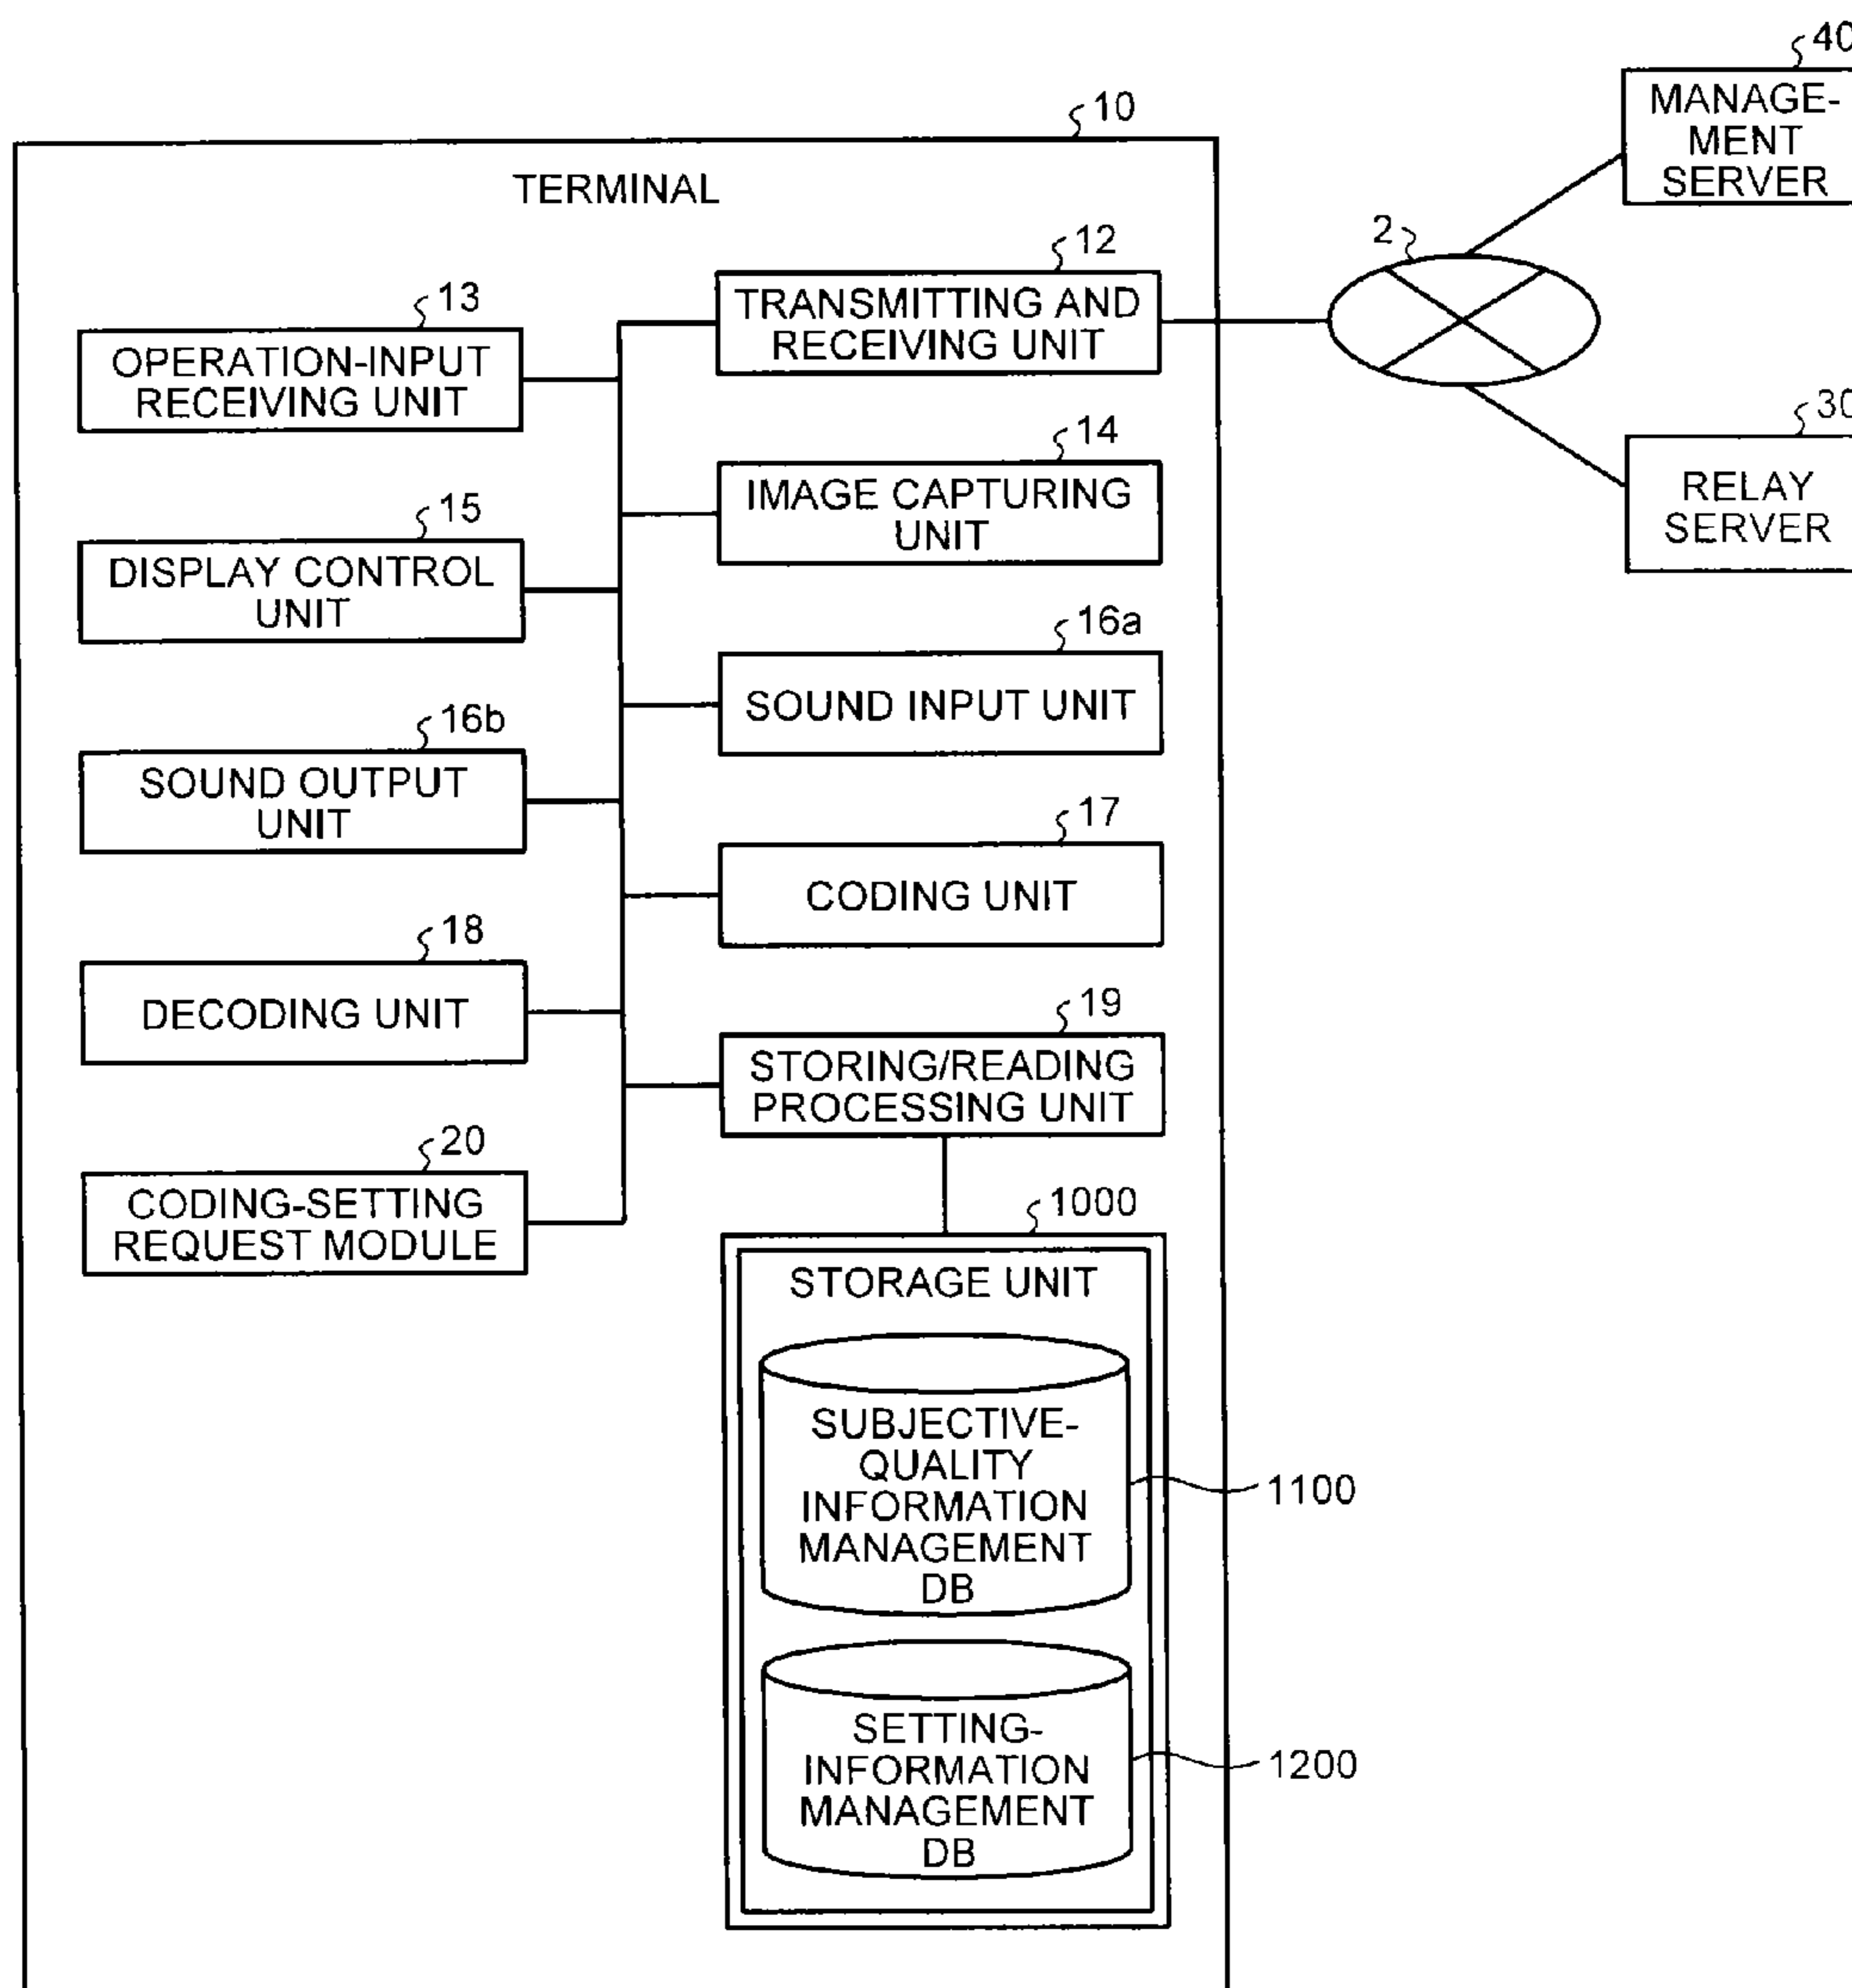 40
MANAGE-
MENT
SERVER
10
TERMINAL
2
12
TRANSMITTING AND
RECEIVING UNIT
13
OPERATION-INPUT
RECEIVING UNIT
30
RELAY
SERVER
14
IMAGE CAPTURING
UNIT
15
DISPLAY CONTROL
UNIT
16a
SOUND INPUT UNIT
16b
SOUND OUTPUT
UNIT
17
CODING UNIT
18
DECODING UNIT
19
STORING/READING
PROCESSING UNIT
20
CODING-SETTING
REQUEST MODULE
1000
STORAGE UNIT
SUBJECTIVE-
QUALITY
INFORMATION
MANAGEMENT
DB
1100
SETTING-
INFORMATION
MANAGEMENT
DB
1200